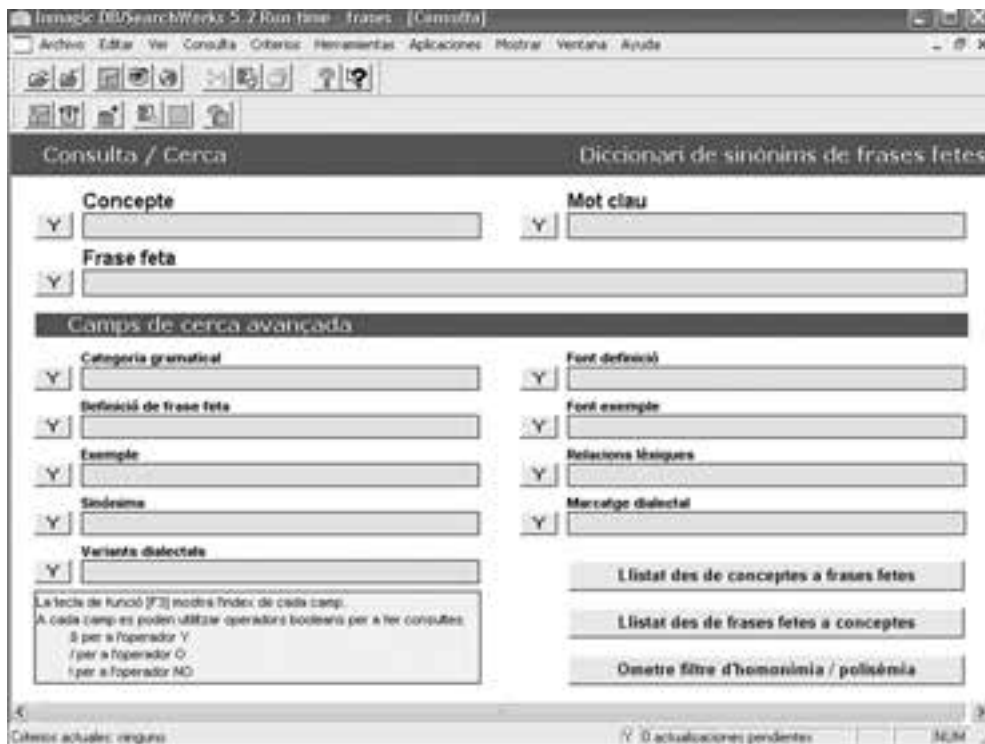 Inmagic DB/SearchWorks 5.2 Run-time - frases - [Consulta]
Archivo Editar Ver Consulta Criterios Herramientas Aplicaciones Mostrar Ventana Ayuda
Consulta / Cerca Diccionari de sinònims de frases fetes
Concepte Mot clau
Y Y
Frase feta
Y
Camps de cerca avançada
Categoria gramatical Font definició
Y Y
Definició de frase feta Font exemple
Y Y
Exemple Relacions lèxiques
Y Y
Sinònims Marcatge dialectal
Y Y
Variants dialectals
Y
Llistat des de conceptes a frases fetes
La tecla de funció [F3] mostra l'índex de cada camp.
A cada camp es poden utilitzar operadors booleans per a fer consultes:
& per a l'operador Y
/ per a l'operador O
! per a l'operador NO
Llistat des de frases fetes a conceptes
Ometre filtre d'homonímia / polisèmia
Criterios actuales: ninguno Y 0 actualizaciones pendientes NUM